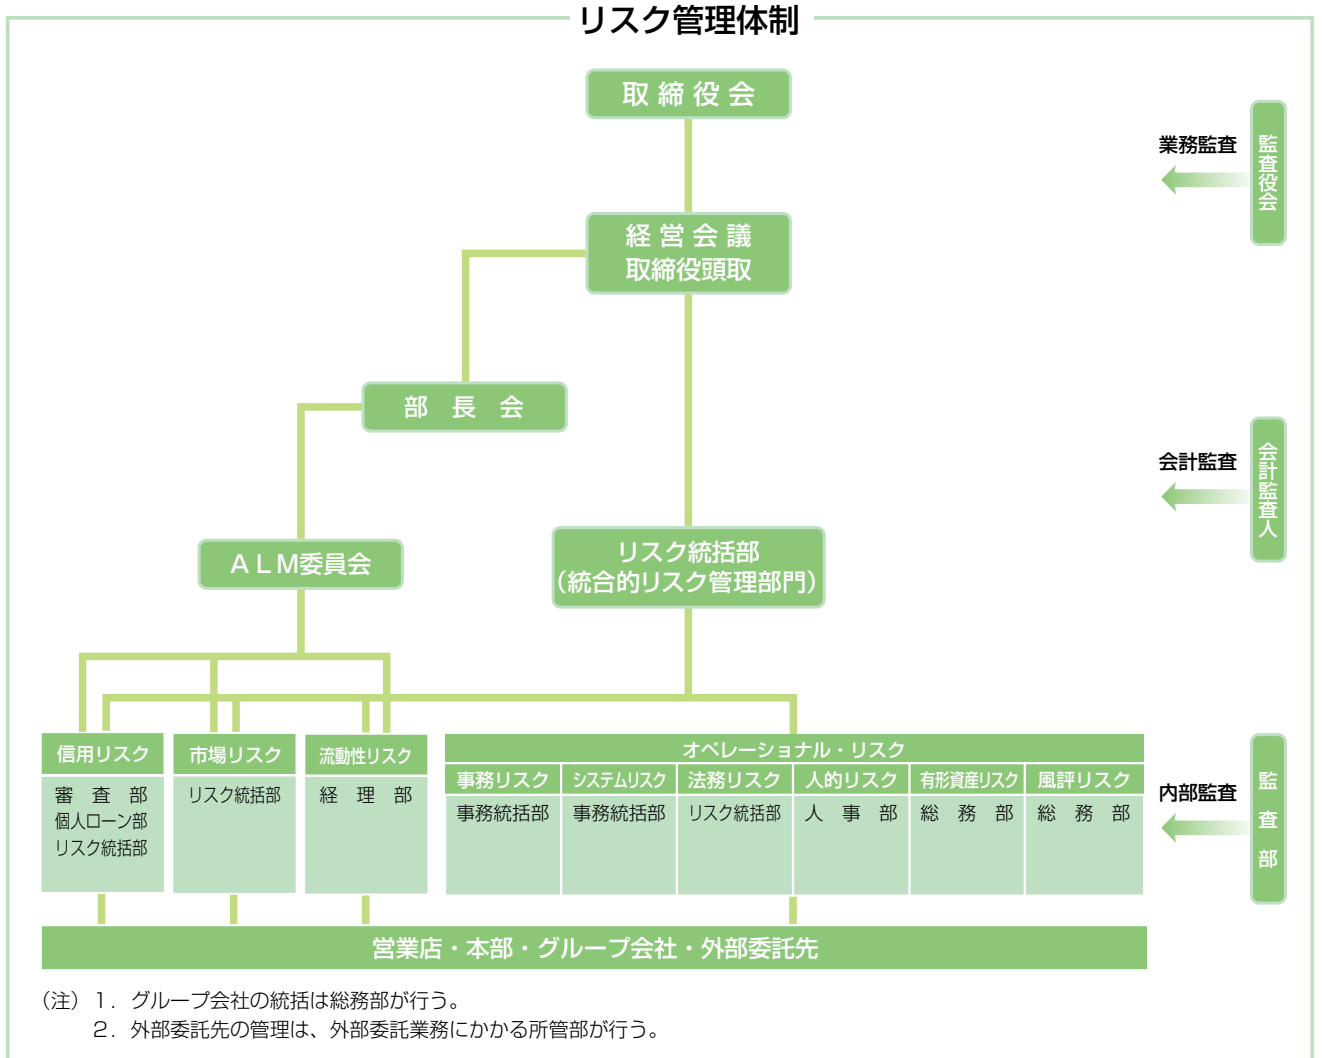 リスク管理体制
取締役会
業務監査
監査役会
経営会議
取締役頭取
部長会
会計監査
会計監査人
ALM委員会
リスク統括部
(統合的リスク管理部門)
信用リスク
審査部
個人ローン部
リスク統括部
市場リスク
リスク統括部
流動性リスク
経理部
オペレーショナル・リスク
事務リスク
事務統括部
システムリスク
事務統括部
法務リスク
リスク統括部
人的リスク
人事部
有形資産リスク
総務部
風評リスク
総務部
内部監査
監査部
営業店・本部・グループ会社・外部委託先
(注)1.グループ会社の統括は総務部が行う。
2.外部委託先の管理は、外部委託業務にかかる所管部が行う。